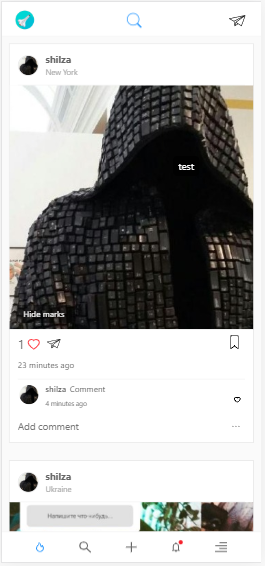 shilza
New York
test
Hide marks
1
23 minutes ago
shilza Comment
4 minutes ago
Add comment
shilza
Ukraine
Напишите что-нибудь...